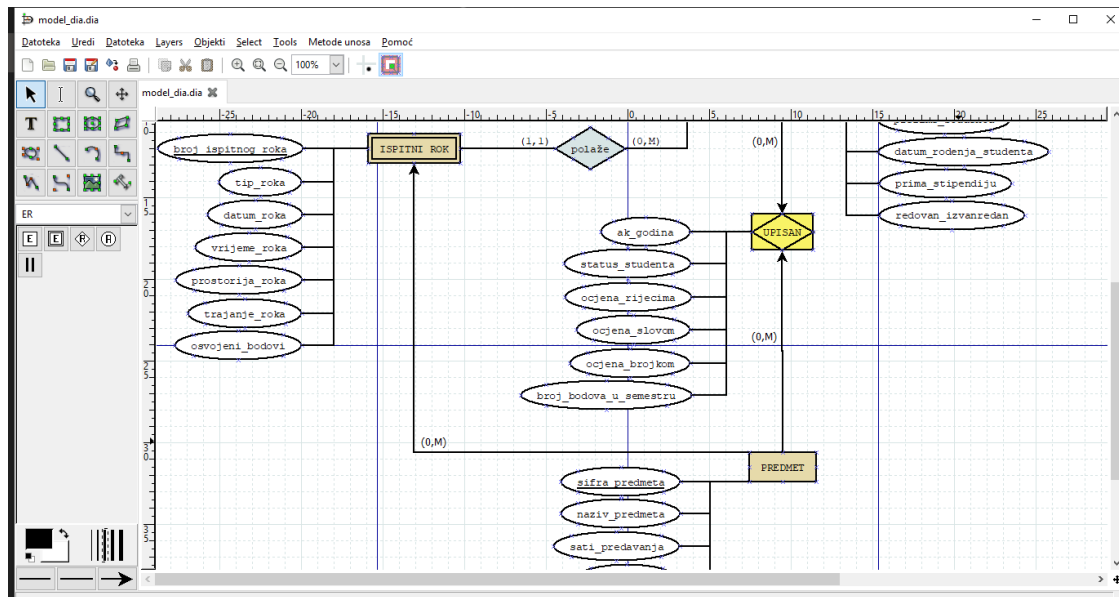 model_dia.dia
Datoteka Uredi Datoteka Layers Objekti Select Tools Metode unosa Pomoć
100%
model_dia.dia
-25 -20 -15 -10 -5 0 5 10 15 20 25
T
ER
E E R A
broj_ispitnog_roka
ISPITNI ROK
(1,1)
polaže
(0,M)
(0,M)
datum_rodenja_studenta
tip_roka
prima_stipendiju
datum_roka
redovan_izvanredan
ak_godina
UPISAN
vrijeme_roka
status_studenta
prostorija_roka
ocjena_rijecima
trajanje_roka
ocjena_slovom
osvojeni_bodovi
(0,M)
ocjena_brojkom
broj_bodova_u_semestru
(0,M)
PREDMET
sifra_predmeta
naziv_predmeta
sati_predavanja